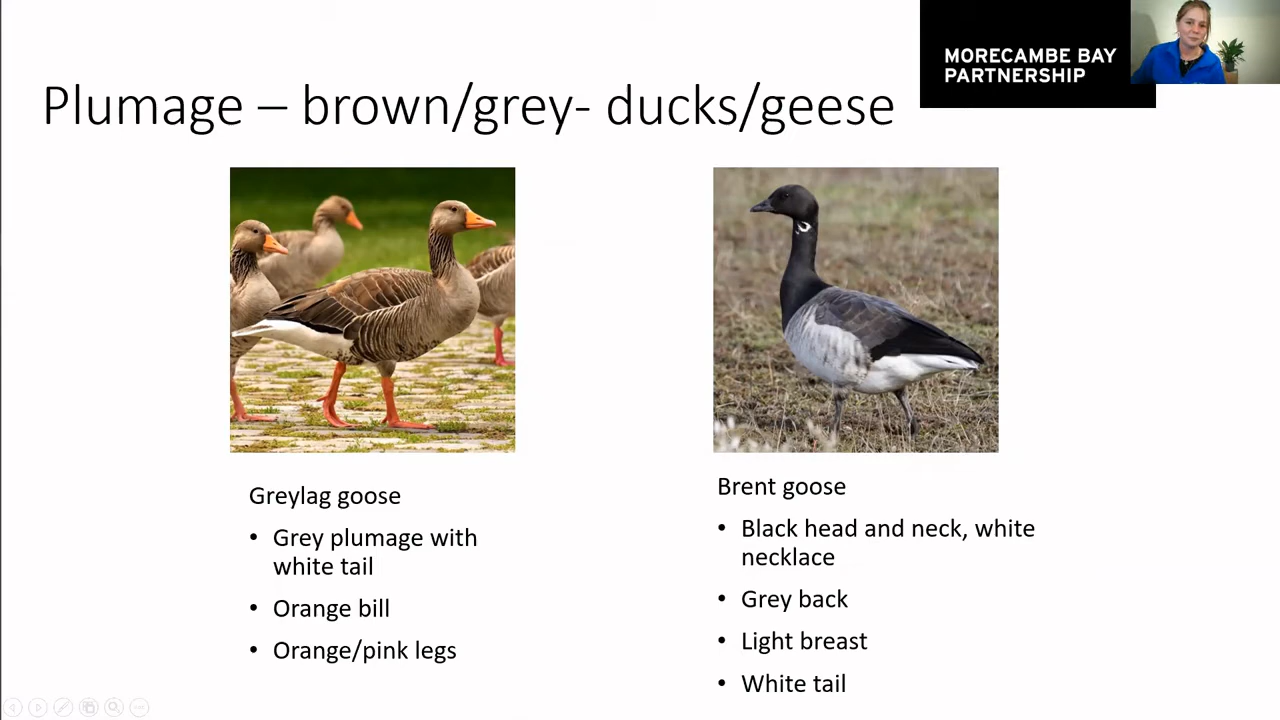 MORECAMBE BAY
PARTNERSHIP
Plumage – brown/grey- ducks/geese
Greylag goose
• Grey plumage with
white tail
• Orange bill
• Orange/pink legs
Brent goose
• Black head and neck, white
necklace
• Grey back
• Light breast
• White tail